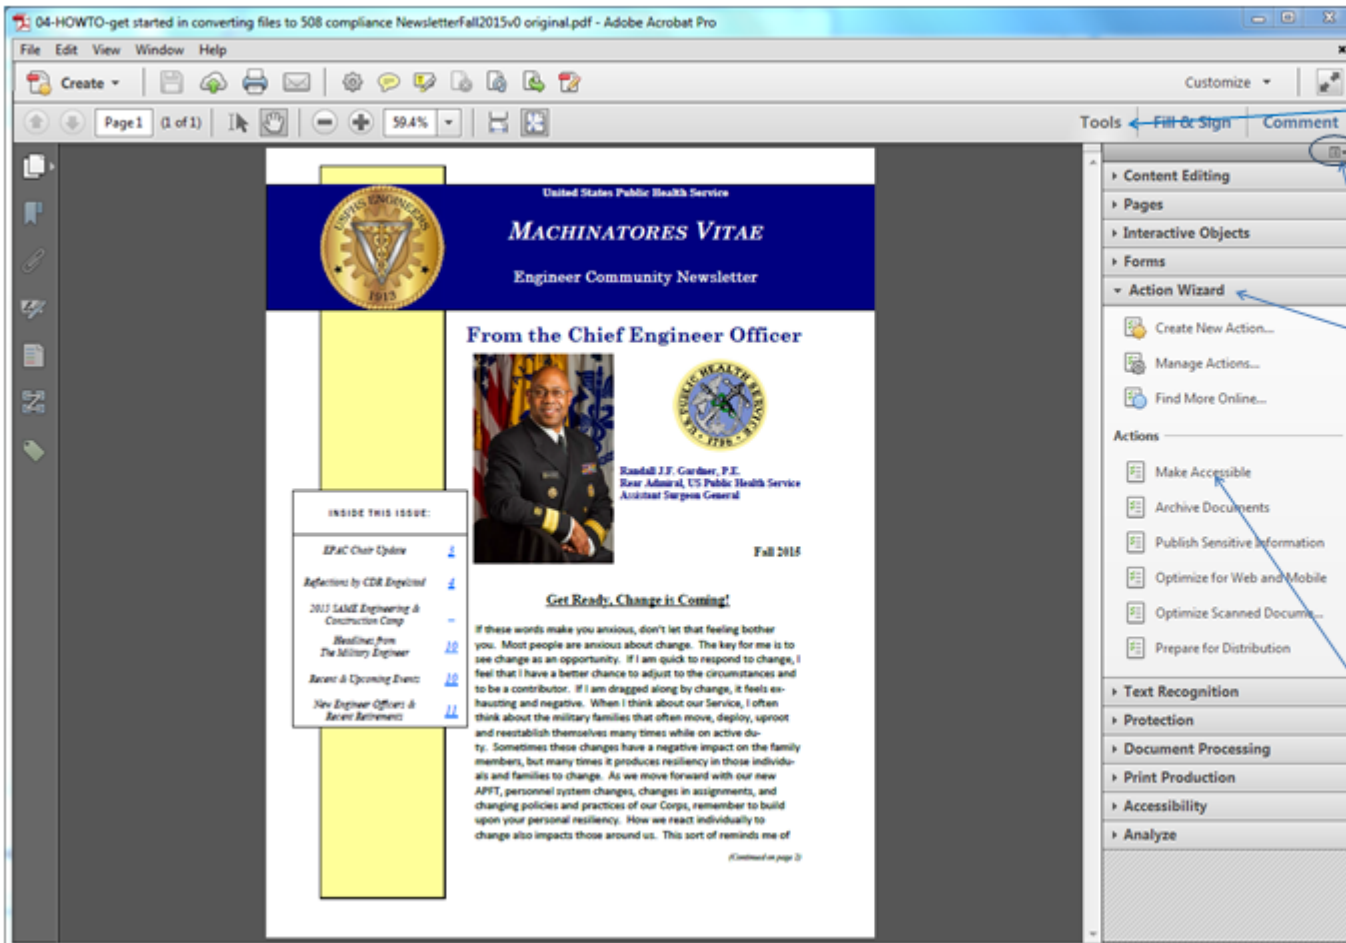 04-HOWTO-get started in converting files to 508 compliance NewsletterFall2015v0 original.pdf - Adobe Acrobat Pro
File Edit View Window Help
Create
Customize
Page 1 (1 of 1) 59.4%
Tools Fill & Sign Comment
United States Public Health Service
MACHINATORES VITAE
Engineer Community Newsletter
USPHS ENGINEERS
1913
From the Chief Engineer Officer
U.S. PUBLIC HEALTH SERVICE
1798
Randall J.F. Gardner, P.E.
Rear Admiral, US Public Health Service
Assistant Surgeon General
Fall 2015
INSIDE THIS ISSUE:
EPAC Chair Update 3
Reflections by CDR Engelstad 4
2015 SAME Engineering &
Construction Camp –
Headlines from
The Military Engineer 10
Recent & Upcoming Events 10
New Engineer Officers &
Recent Retirements 11
Get Ready, Change is Coming!
If these words make you anxious, don't let that feeling bother
you. Most people are anxious about change. The key for me is to
see change as an opportunity. If I am quick to respond to change, I
feel that I have a better chance to adjust to the circumstances and
to be a contributor. If I am dragged along by change, it feels ex-
hausting and negative. When I think about our Service, I often
think about the military families that often move, deploy, uproot
and reestablish themselves many times while on active du-
ty. Sometimes these changes have a negative impact on the family
members, but many times it produces resiliency in those individu-
als and families to change. As we move forward with our new
APFT, personnel system changes, changes in assignments, and
changing policies and practices of our Corps, remember to build
upon your personal resiliency. How we react individually to
change also impacts those around us. This sort of reminds me of
(Continued on page 2)
Content Editing
Pages
Interactive Objects
Forms
Action Wizard
Create New Action...
Manage Actions...
Find More Online...
Actions
Make Accessible
Archive Documents
Publish Sensitive Information
Optimize for Web and Mobile
Optimize Scanned Docume...
Prepare for Distribution
Text Recognition
Protection
Document Processing
Print Production
Accessibility
Analyze